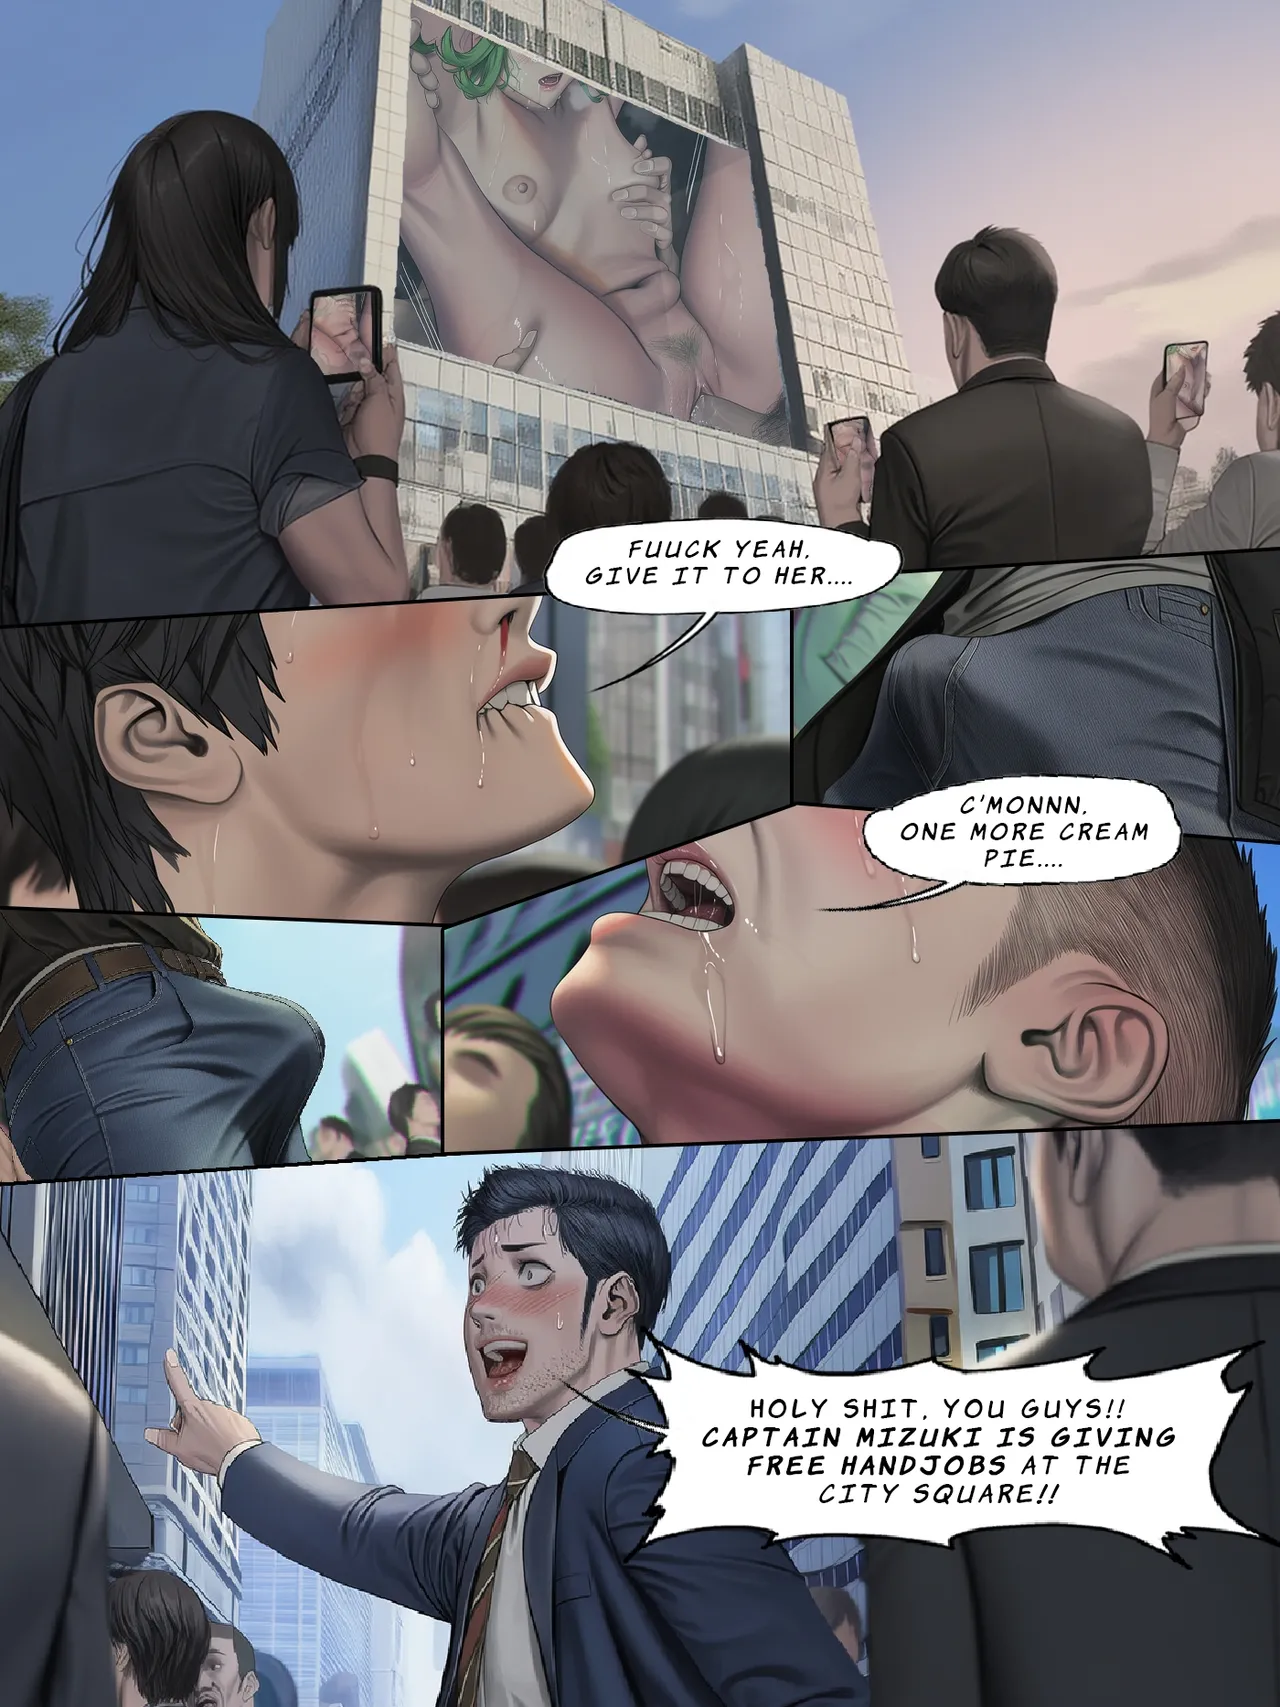 FUUCK YEAH.
GIVE IT TO HER....
C'MONNN.
ONE MORE CREAM
PIE....
HOLY SHIT, YOU GUYS!!
CAPTAIN MIZUKI IS GIVING
FREE HANDJOBS AT THE
CITY SQUARE!!